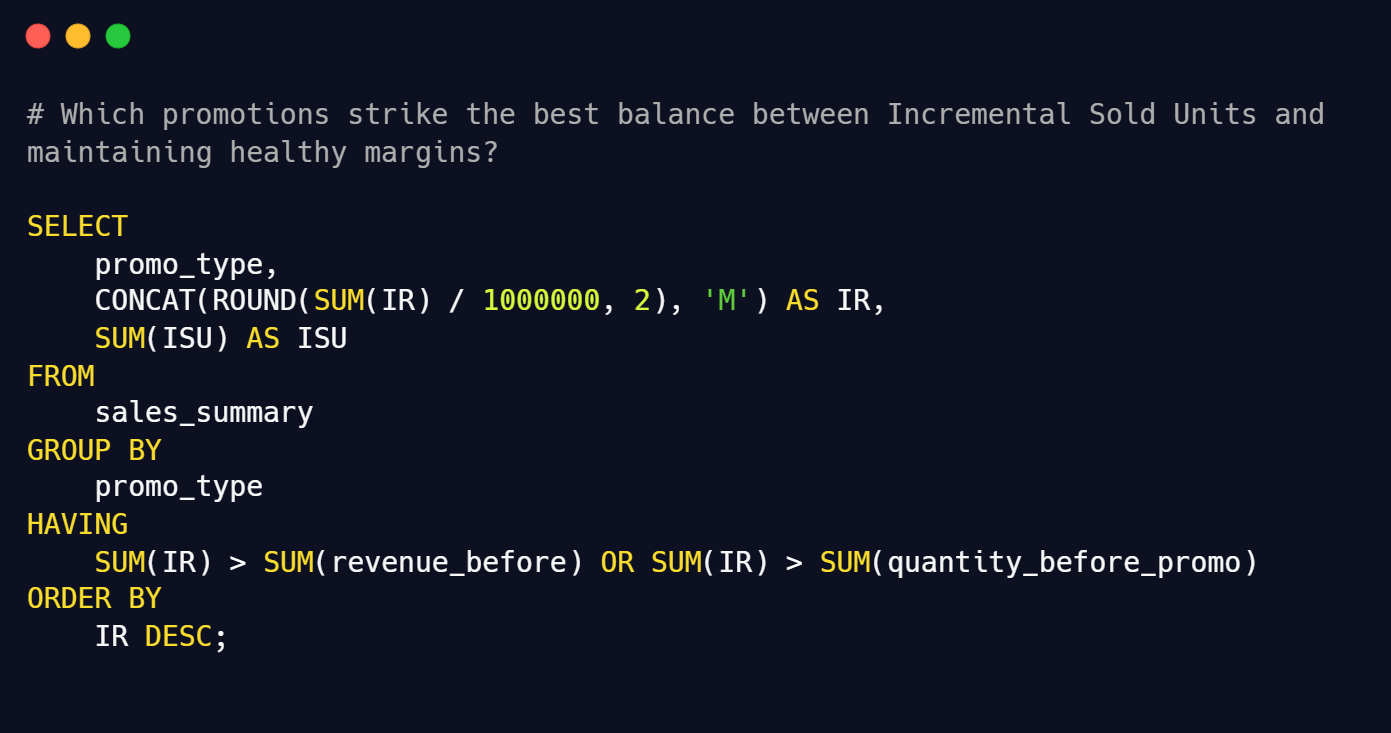 # Which promotions strike the best balance between Incremental Sold Units and
maintaining healthy margins?
SELECT
    promo_type,
    CONCAT(ROUND(SUM(IR) / 1000000, 2), 'M') AS IR,
    SUM(ISU) AS ISU
FROM
    sales_summary
GROUP BY
    promo_type
HAVING
    SUM(IR) > SUM(revenue_before) OR SUM(IR) > SUM(quantity_before_promo)
ORDER BY
    IR DESC;